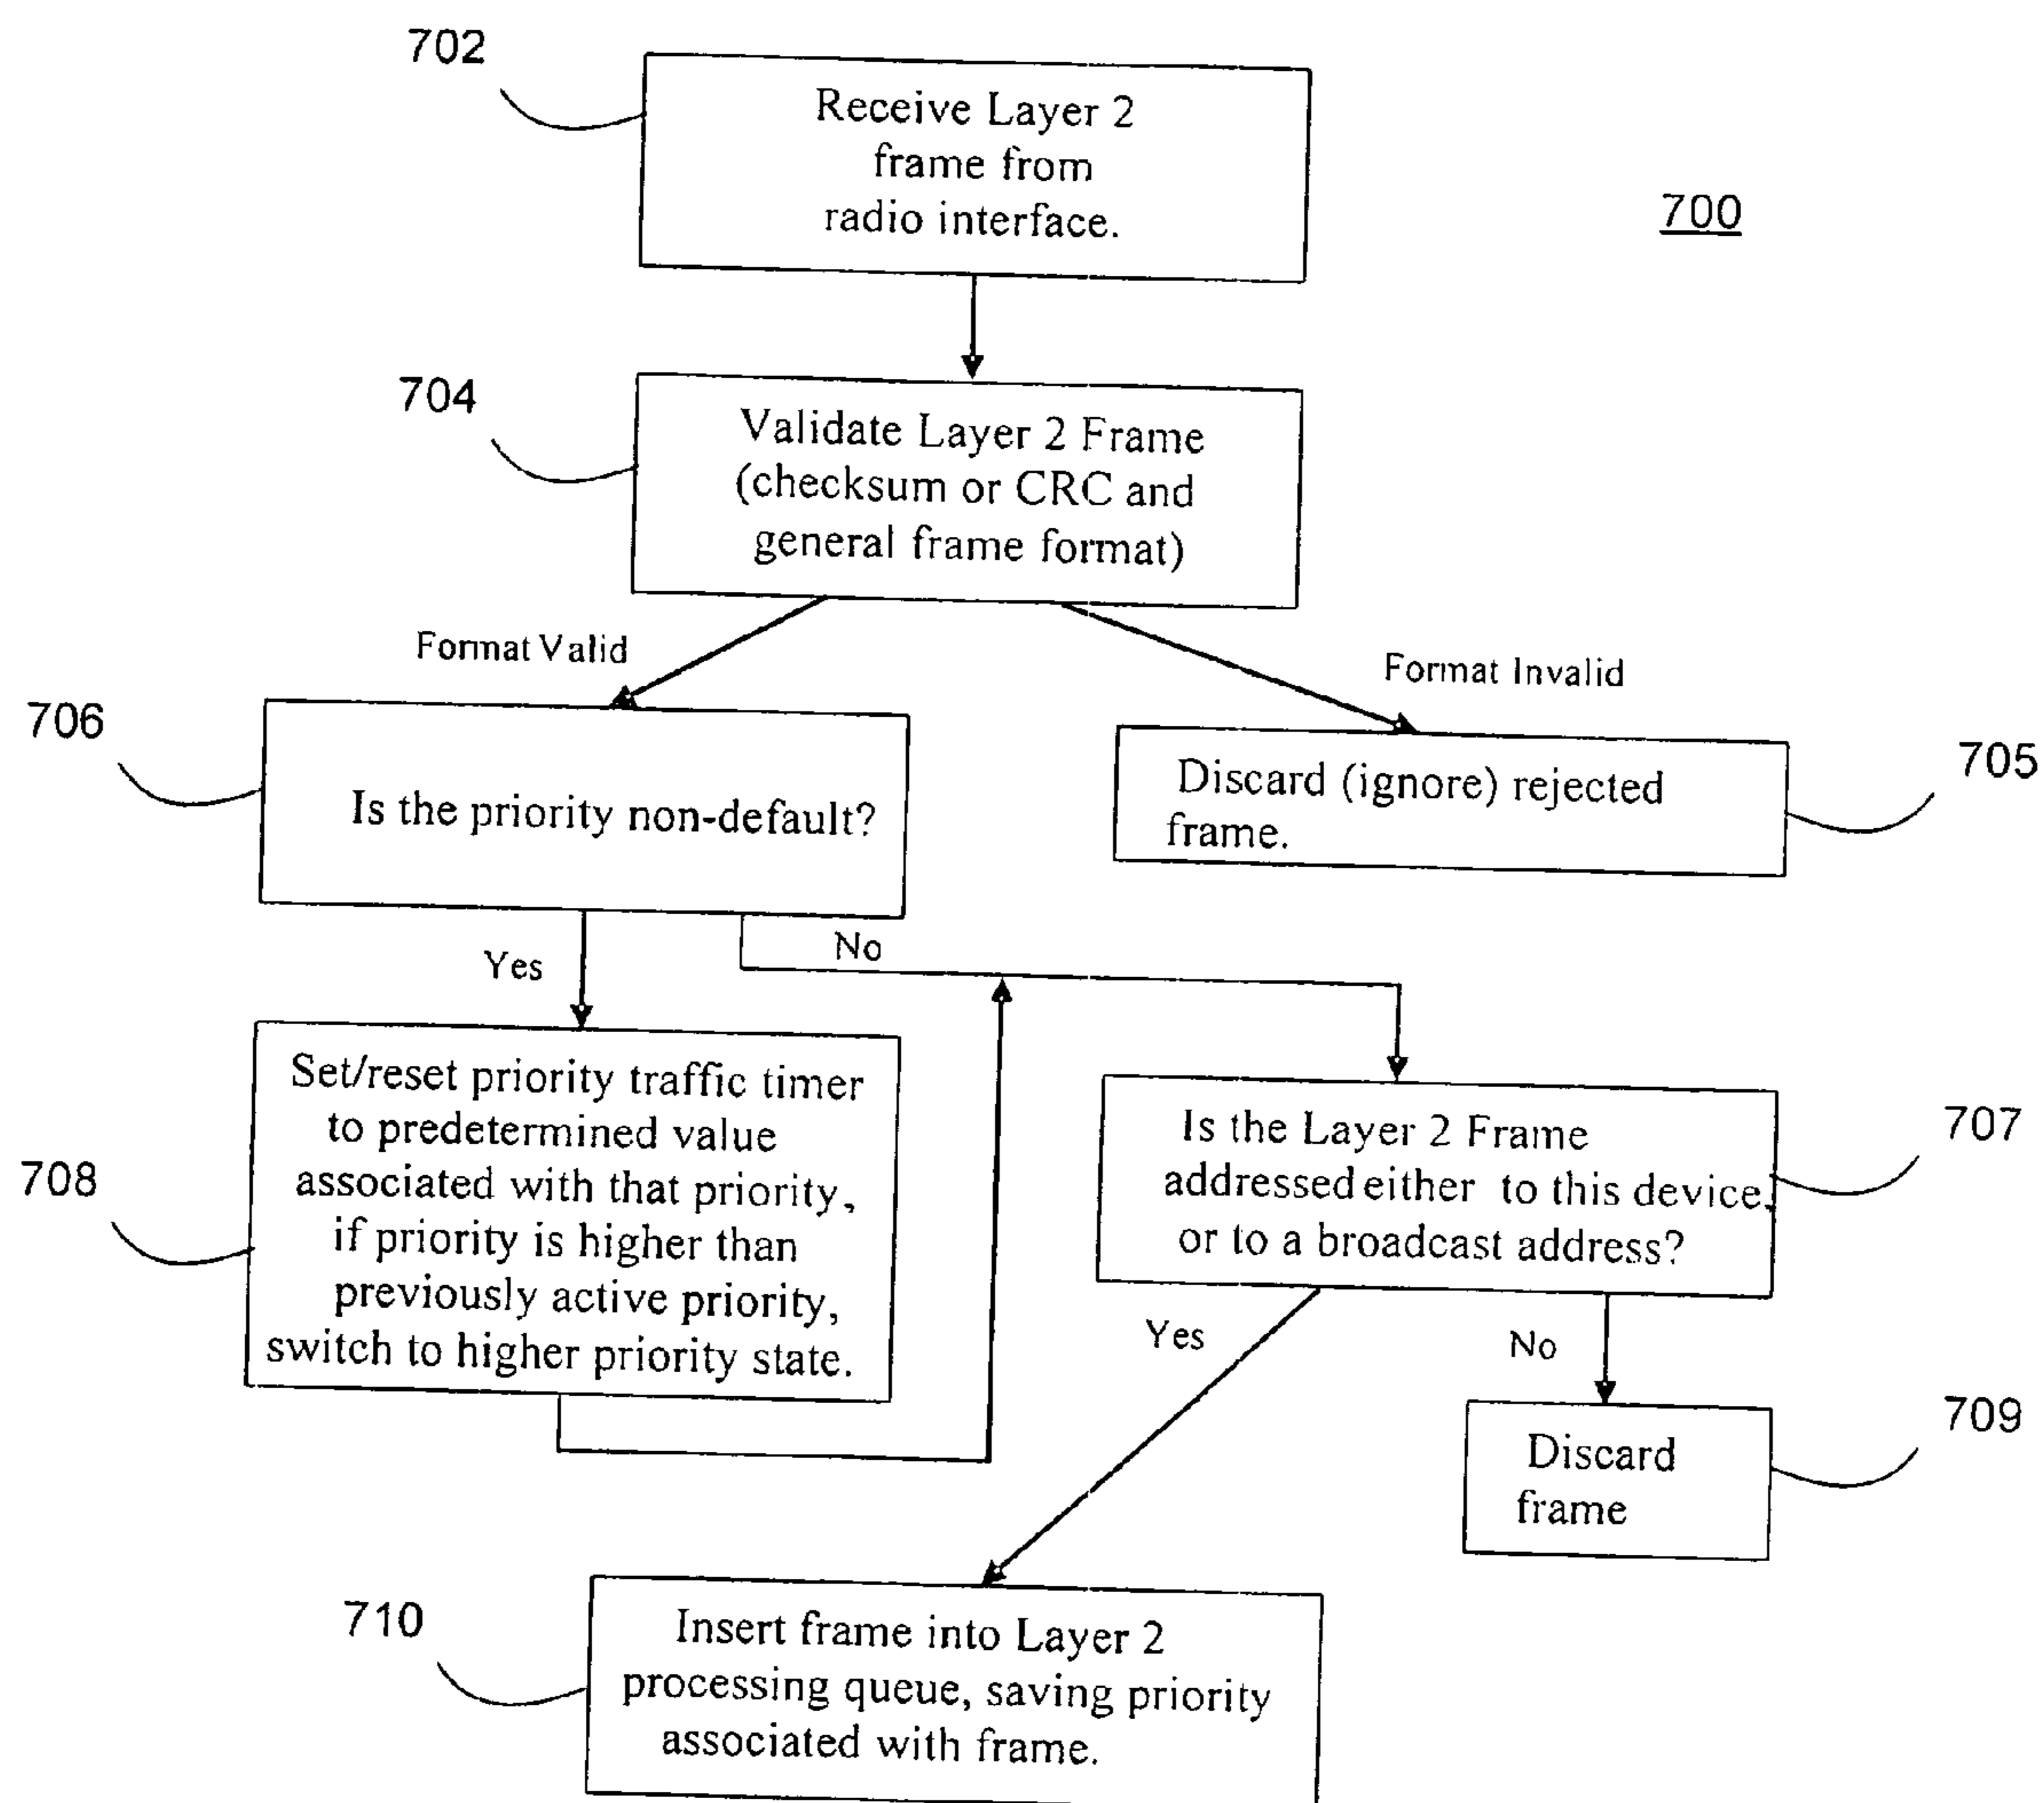 702
Receive Layer 2
frame from
radio interface.
700
704
Validate Layer 2 Frame
(checksum or CRC and
general frame format)
Format Valid
Format Invalid
706
Is the priority non-default?
705
Discard (ignore) rejected
frame.
Yes
No
708
Set/reset priority traffic timer
to predetermined value
associated with that priority,
if priority is higher than
previously active priority,
switch to higher priority state.
707
Is the Layer 2 Frame
addressed either to this device,
or to a broadcast address?
Yes
No
709
Discard
frame
710
Insert frame into Layer 2
processing queue, saving priority
associated with frame.